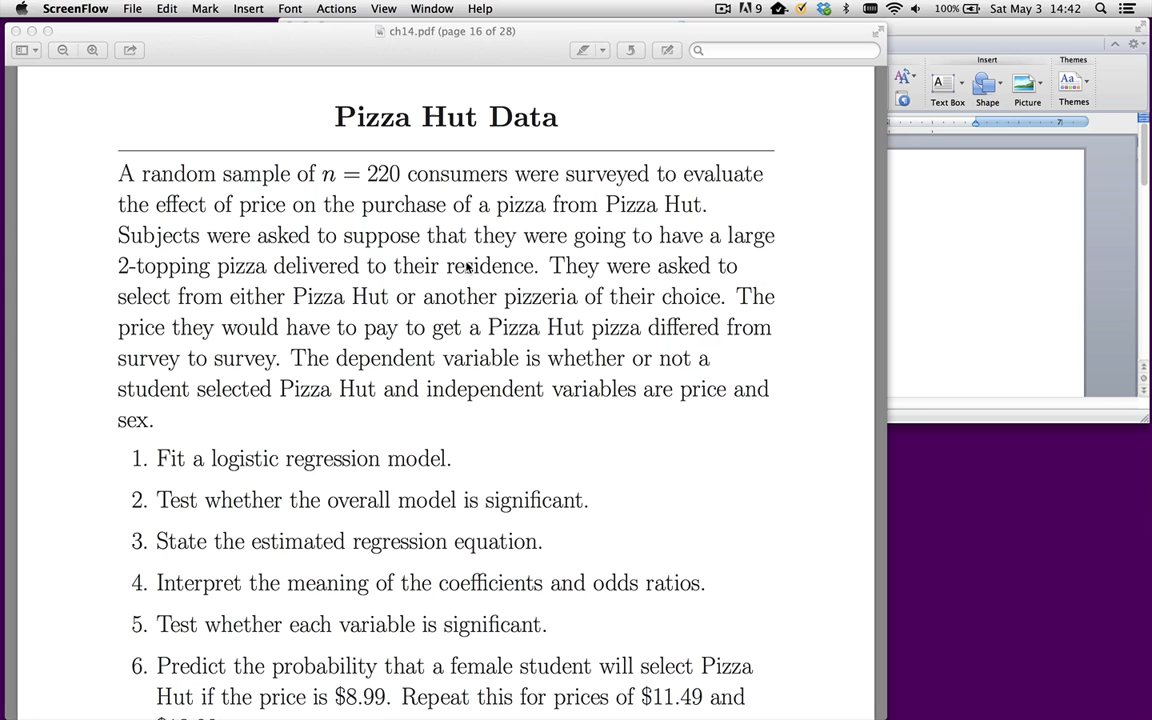 ScreenFlow File Edit Mark Insert Font Actions View Window Help 9 100% Sat May 3 14:42
ch14.pdf (page 16 of 28)
Insert Themes
Text Box Shape Picture Themes
7
Pizza Hut Data
A random sample of n = 220 consumers were surveyed to evaluate
the effect of price on the purchase of a pizza from Pizza Hut.
Subjects were asked to suppose that they were going to have a large
2-topping pizza delivered to their residence. They were asked to
select from either Pizza Hut or another pizzeria of their choice. The
price they would have to pay to get a Pizza Hut pizza differed from
survey to survey. The dependent variable is whether or not a
student selected Pizza Hut and independent variables are price and
sex.
1. Fit a logistic regression model.
2. Test whether the overall model is significant.
3. State the estimated regression equation.
4. Interpret the meaning of the coefficients and odds ratios.
5. Test whether each variable is significant.
6. Predict the probability that a female student will select Pizza
Hut if the price is $8.99. Repeat this for prices of $11.49 and